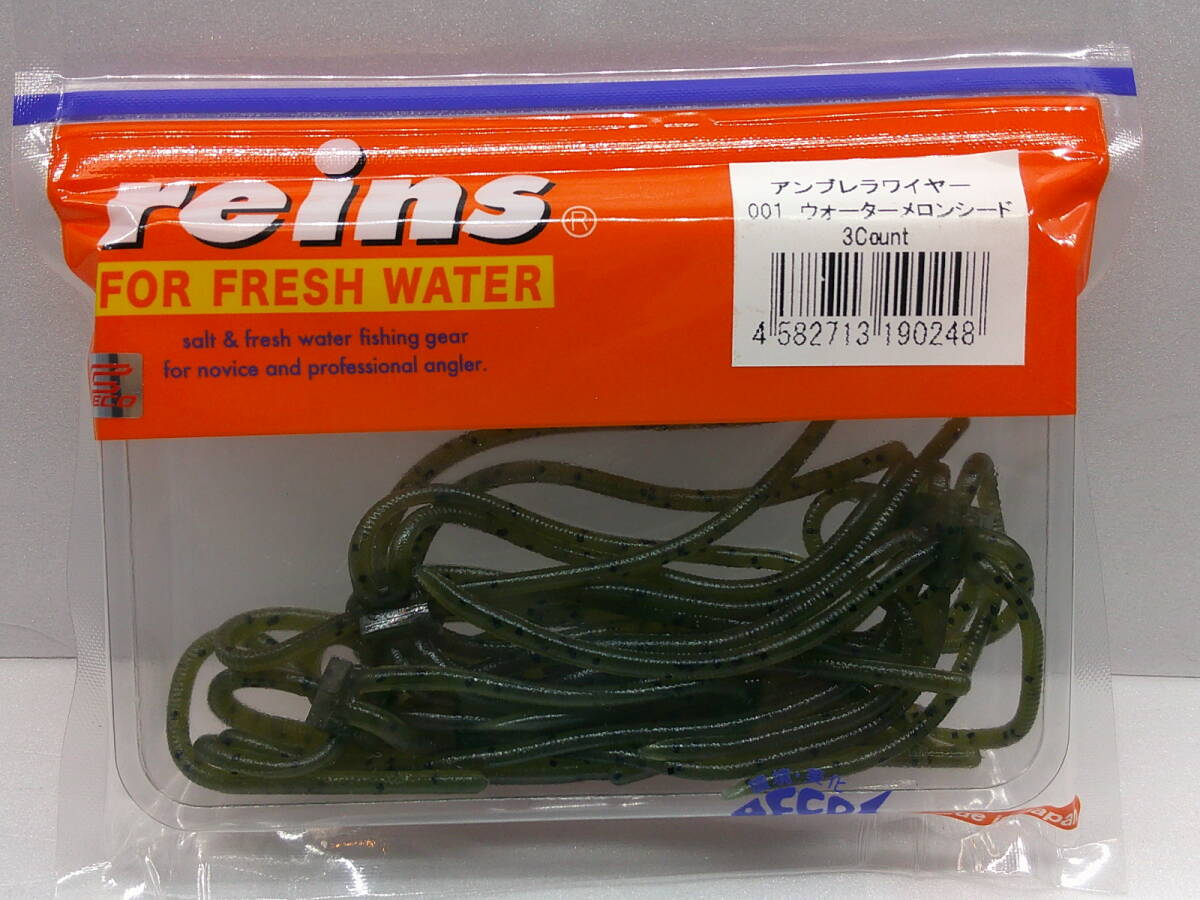 reins®
FOR FRESH WATER
salt & fresh water fishing gear
for novice and professional angler.
ECO
アンブレラワイヤー
001 ウォーターメロンシード
3Count
4 582713 190248
Japan